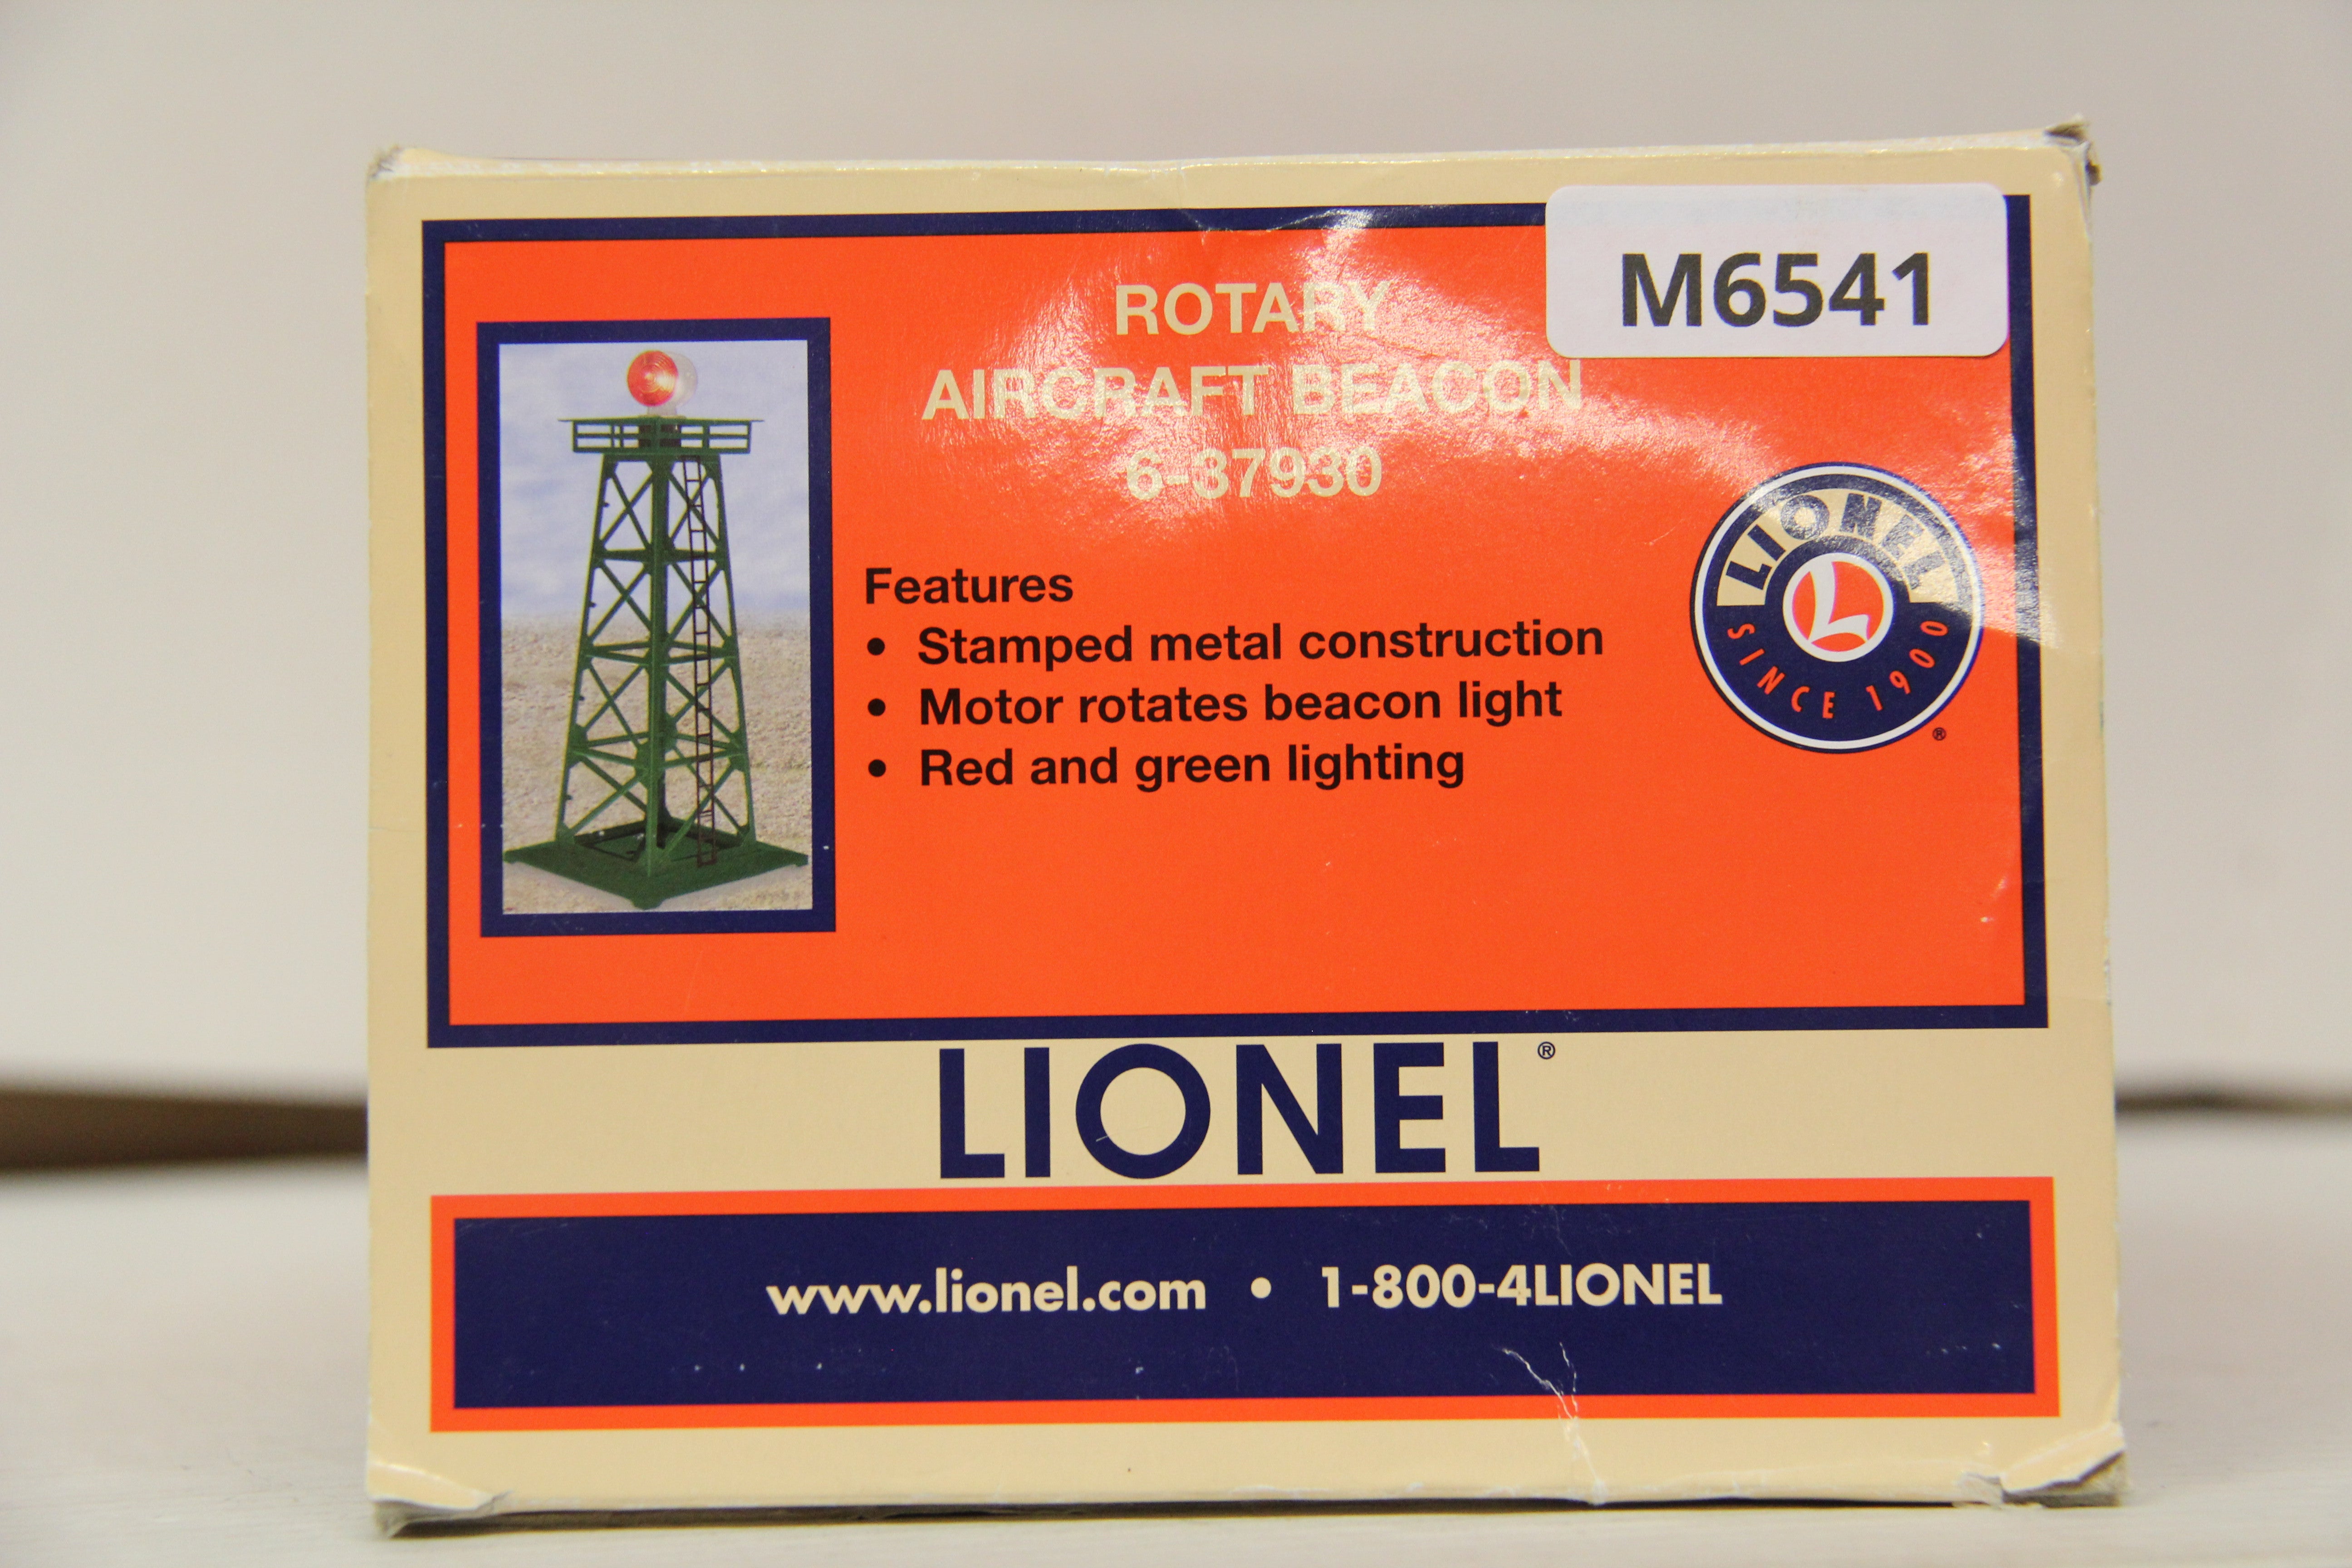 M6541
ROTARY
AIRCRAFT BEACON
6-37930
Features
• Stamped metal construction
• Motor rotates beacon light
• Red and green lighting
LIONEL
L
SINCE 1900
®
LIONEL®
www.lionel.com • 1-800-4LIONEL